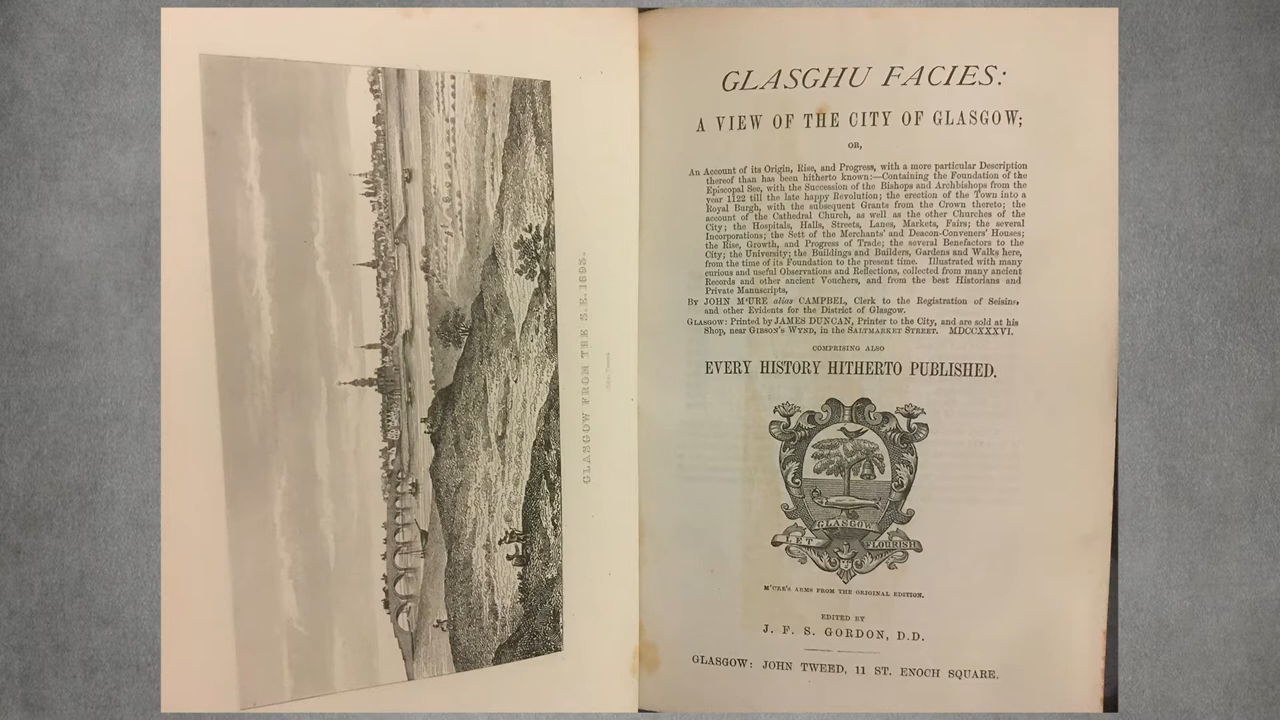 GLASGOW FROM THE S.E. 1693.
GLASGHU FACIES:
A VIEW OF THE CITY OF GLASGOW;
OR,
An Account of its Origin, Rise, and Progress, with a more particular Description
thereof than has been hitherto known:—Containing the Foundation of the
Episcopal See, with the Succession of the Bishops and Archbishops from the
year 1122 till the late happy Revolution; the erection of the Town into a
Royal Burgh, with the subsequent Grants from the Crown thereto; the
account of the Cathedral Church, as well as the other Churches of the
City; the Hospitals, Halls, Streets, Lanes, Markets, Fairs; the several
Incorporations; the Sett of the Merchants' and Deacon-Conveners' Houses;
the Rise, Growth, and Progress of Trade; the several Benefactors to the
City; the University; the Buildings and Builders, Gardens and Walks here,
from the time of its Foundation to the present time. Illustrated with many
curious and useful Observations and Reflections, collected from many ancient
Records and other ancient Vouchers, and from the best Historians and
Private Manuscripts,
By JOHN M'URE alias CAMPBEL, Clerk to the Registration of Seisins,
and other Evidents for the District of Glasgow.
GLASGOW: Printed by JAMES DUNCAN, Printer to the City, and are sold at his
Shop, near GIBSON'S WYND, in the SALTMARKET STREET. MDCCXXXVI.
COMPRISING ALSO
EVERY HISTORY HITHERTO PUBLISHED.
GLASGOW
LET FLOURISH
M'URE'S ARMS FROM THE ORIGINAL EDITION.
EDITED BY
J. F. S. GORDON, D.D.
GLASGOW: JOHN TWEED, 11 ST. ENOCH SQUARE.